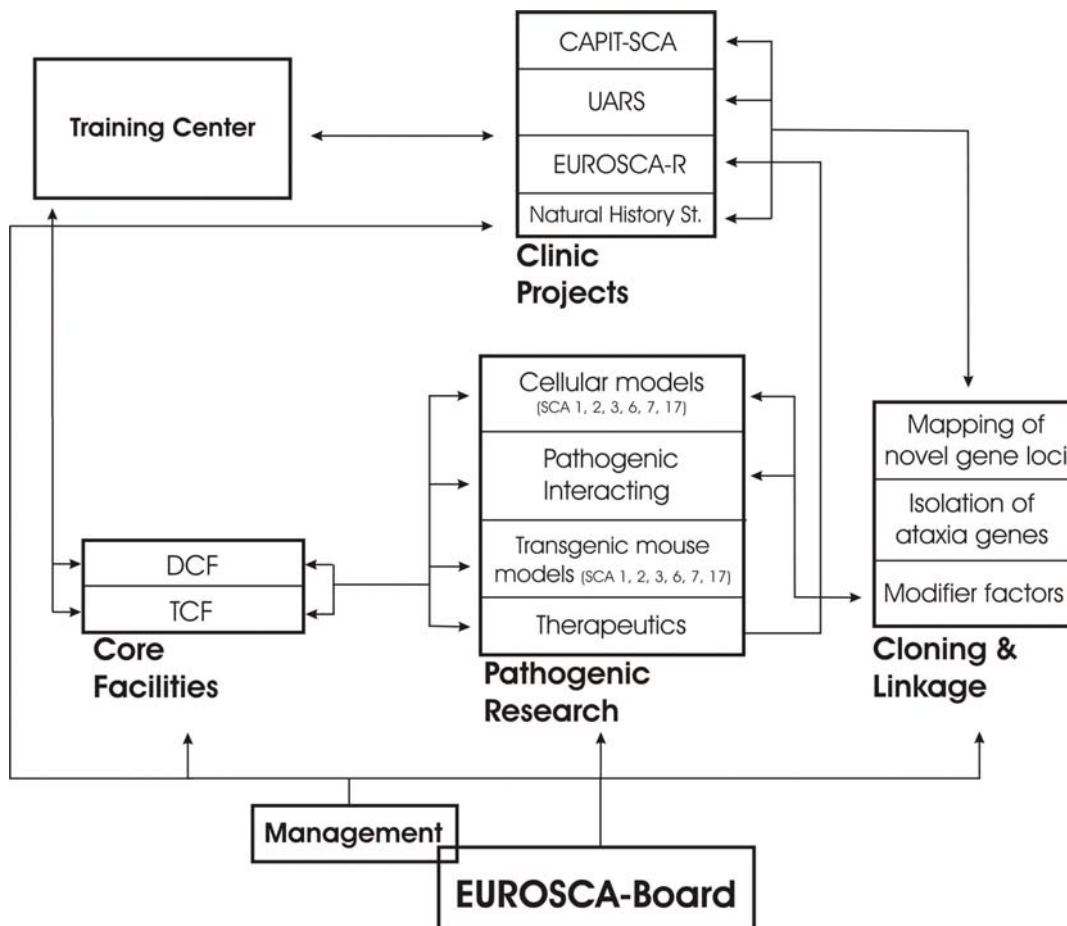 Training Center
CAPIT-SCA
UARS
EUROSCA-R
Natural History St.
Clinic
Projects
Cellular models
(SCA 1, 2, 3, 6, 7, 17)
Pathogenic
Interacting
Transgenic mouse
models (SCA 1, 2, 3, 6, 7, 17)
Therapeutics
Pathogenic
Research
DCF
TCF
Core
Facilities
Mapping of
novel gene loci
Isolation of
ataxia genes
Modifier factors
Cloning &
Linkage
Management
EUROSCA-Board